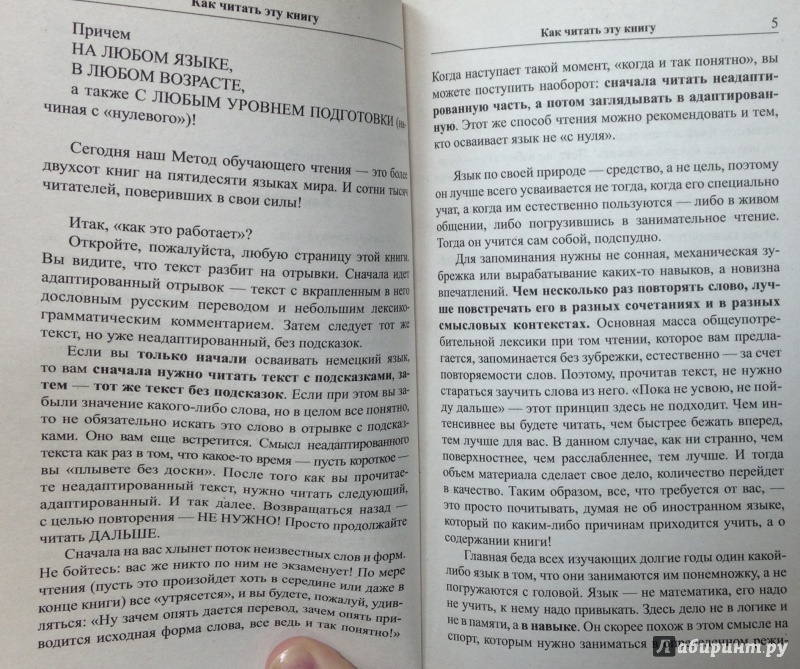 Как читать эту книгу
Причем
НА ЛЮБОМ ЯЗЫКЕ,
В ЛЮБОМ ВОЗРАСТЕ,
а также С ЛЮБЫМ УРОВНЕМ ПОДГОТОВКИ (на-
чиная с «нулевого»)!
Сегодня наш Метод обучающего чтения — это более
двухсот книг на пятидесяти языках мира. И сотни тысяч
читателей, поверивших в свои силы!
Итак, «как это работает»?
Откройте, пожалуйста, любую страницу этой книги.
Вы видите, что текст разбит на отрывки. Сначала идет
адаптированный отрывок — текст с вкрапленным в него
дословным русским переводом и небольшим лексико-
грамматическим комментарием. Затем следует тот же
текст, но уже неадаптированный, без подсказок.
Если вы только начали осваивать немецкий язык,
то вам сначала нужно читать текст с подсказками, за-
тем — тот же текст без подсказок. Если при этом вы за-
были значение какого-либо слова, но в целом все понятно,
то не обязательно искать это слово в отрывке с подсказ-
ками. Оно вам еще встретится. Смысл неадаптированного
текста как раз в том, что какое-то время — пусть короткое —
вы «плывете без доски». После того как вы прочитае-
те неадаптированный текст, нужно читать следующий,
адаптированный. И так далее. Возвращаться назад —
с целью повторения — НЕ НУЖНО! Просто продолжайте
читать ДАЛЬШЕ.
Сначала на вас хлынет поток неизвестных слов и форм.
Не бойтесь: вас же никто по ним не экзаменует! По мере
чтения (пусть это произойдет хоть в середине или даже в
конце книги) все «утрясется», и вы будете, пожалуй, удив-
ляться: «Ну зачем опять дается перевод, зачем опять при-
водится исходная форма слова, все ведь и так понятно!»
Как читать эту книгу 5
Когда наступает такой момент, «когда и так понятно», вы
можете поступить наоборот: сначала читать неадапти-
рованную часть, а потом заглядывать в адаптирован-
ную. Этот же способ чтения можно рекомендовать и тем,
кто осваивает язык не «с нуля».
Язык по своей природе — средство, а не цель, поэтому
он лучше всего усваивается не тогда, когда его специально
учат, а когда им естественно пользуются — либо в живом
общении, либо погрузившись в занимательное чтение.
Тогда он учится сам собой, подспудно.
Для запоминания нужны не сонная, механическая зу-
брежка или вырабатывание каких-то навыков, а новизна
впечатлений. Чем несколько раз повторять слово, луч-
ше повстречать его в разных сочетаниях и в разных
смысловых контекстах. Основная масса общеупотре-
бительной лексики при том чтении, которое вам предла-
гается, запоминается без зубрежки, естественно — за счет
повторяемости слов. Поэтому, прочитав текст, не нужно
стараться заучить слова из него. «Пока не усвою, не пой-
ду дальше» — этот принцип здесь не подходит. Чем ин-
тенсивнее вы будете читать, чем быстрее бежать вперед,
тем лучше для вас. В данном случае, как ни странно, чем
поверхностнее, чем расслабленнее, тем лучше. И тогда
объем материала сделает свое дело, количество перейдет
в качество. Таким образом, все, что требуется от вас, —
это просто почитывать, думая не об иностранном языке,
который по каким-либо причинам приходится учить, а о
содержании книги!
Главная беда всех изучающих долгие годы один какой-
либо язык в том, что они занимаются им понемножку, а не
погружаются с головой. Язык — не математика, его надо
не учить, к нему надо привыкать. Здесь дело не в логике и
не в памяти, а в навыке. Он скорее похож в этом смысле на
спорт, которым нужно заниматься в определенном режи-
Лабиринт.ру